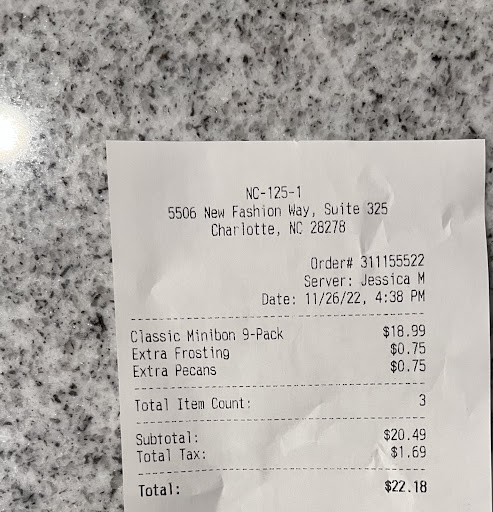 NC-125-1
5506 New Fashion Way, Suite 325
Charlotte, NC 28278
Order# 311155522
Server: Jessica M
Date: 11/26/22, 4:38 PM
Classic Minibon 9-Pack $18.99
Extra Frosting $0.75
Extra Pecans $0.75
Total Item Count: 3
Subtotal: $20.49
Total Tax: $1.69
Total: $22.18